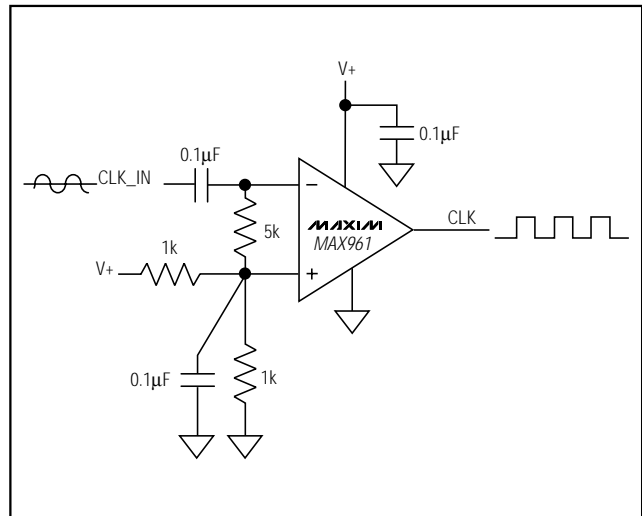 V+
0.1μF
0.1μF
CLK_IN
−
MAXIM
MAX961
CLK
5k
1k
V+
+
0.1μF
1k